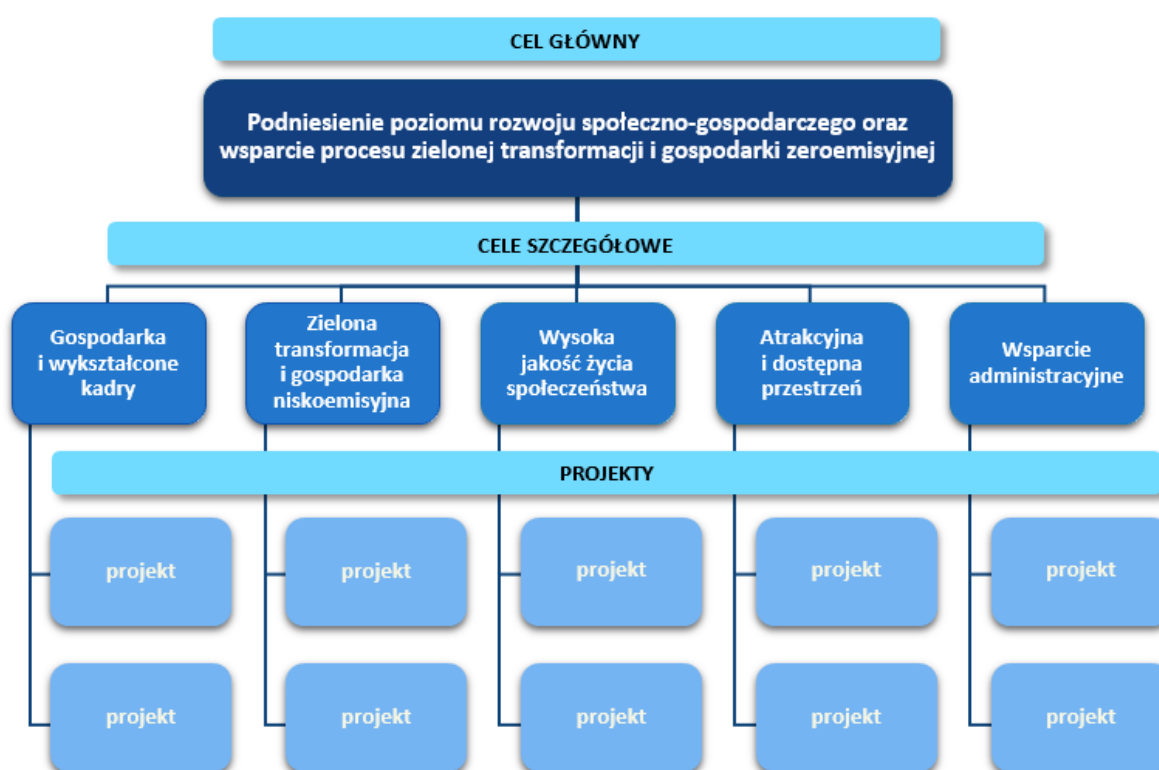 CEL GŁÓWNY
Podniesienie poziomu rozwoju społeczno-gospodarczego oraz
wsparcie procesu zielonej transformacji i gospodarki zeroemisyjnej
CELE SZCZEGÓŁOWE
Gospodarka
i wykształcone
kadry
Zielona
transformacja
i gospodarka
niskoemisyjna
Wysoka
jakość życia
społeczeństwa
Atrakcyjna
i dostępna
przestrzeń
Wsparcie
administracyjne
PROJEKTY
projekt
projekt
projekt
projekt
projekt
projekt
projekt
projekt
projekt
projekt